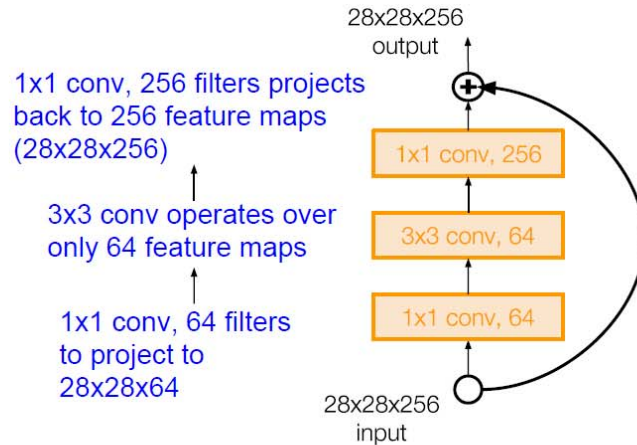 1x1 conv, 256 filters projects
back to 256 feature maps
(28x28x256)
3x3 conv operates over
only 64 feature maps
1x1 conv, 64 filters
to project to
28x28x64
28x28x256
output
+
1x1 conv, 256
3x3 conv, 64
1x1 conv, 64
28x28x256
input